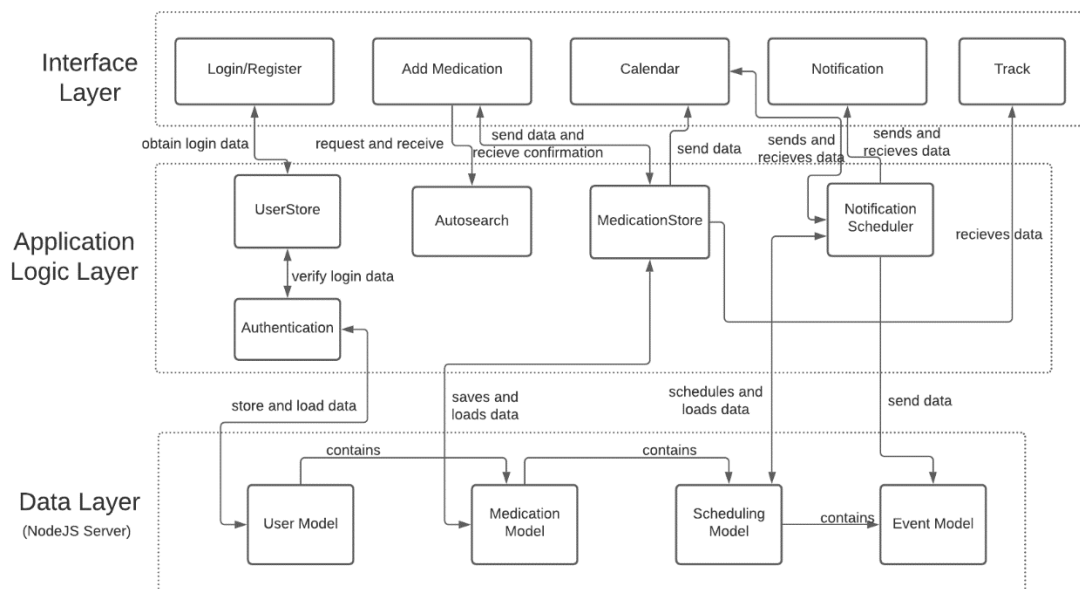 Interface
Layer
Login/Register
Add Medication
Calendar
Notification
Track
obtain login data
request and receive
send data and
recieve confirmation
send data
sends and
recieves data
sends and
recieves data
Application
Logic Layer
UserStore
Autosearch
MedicationStore
Notification
Scheduler
recieves data
verify login data
Authentication
store and load data
saves and
loads data
schedules and
loads data
send data
Data Layer
(NodeJS Server)
contains
contains
User Model
Medication
Model
Scheduling
Model
contains
Event Model